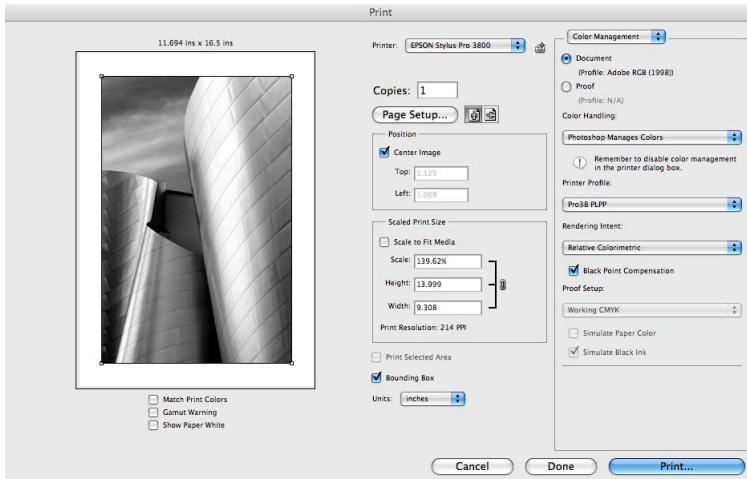 Print
11.694 ins x 16.5 ins
Match Print Colors
Gamut Warning
Show Paper White
Printer: EPSON Stylus Pro 3800
Copies: 1
Page Setup...
Position
Center Image
Top: 1.125
Left: 1.069
Scaled Print Size
Scale to Fit Media
Scale: 139.62%
Height: 13.999
Width: 9.308
Print Resolution: 214 PPI
Print Selected Area
Bounding Box
Units: inches
Color Management
Document
(Profile: Adobe RGB (1998))
Proof
(Profile: N/A)
Color Handling:
Photoshop Manages Colors
Remember to disable color management
in the printer dialog box.
Printer Profile:
Pro38 PLPP
Rendering Intent:
Relative Colorimetric
Black Point Compensation
Proof Setup:
Working CMYK
Simulate Paper Color
Simulate Black Ink
Cancel
Done
Print...